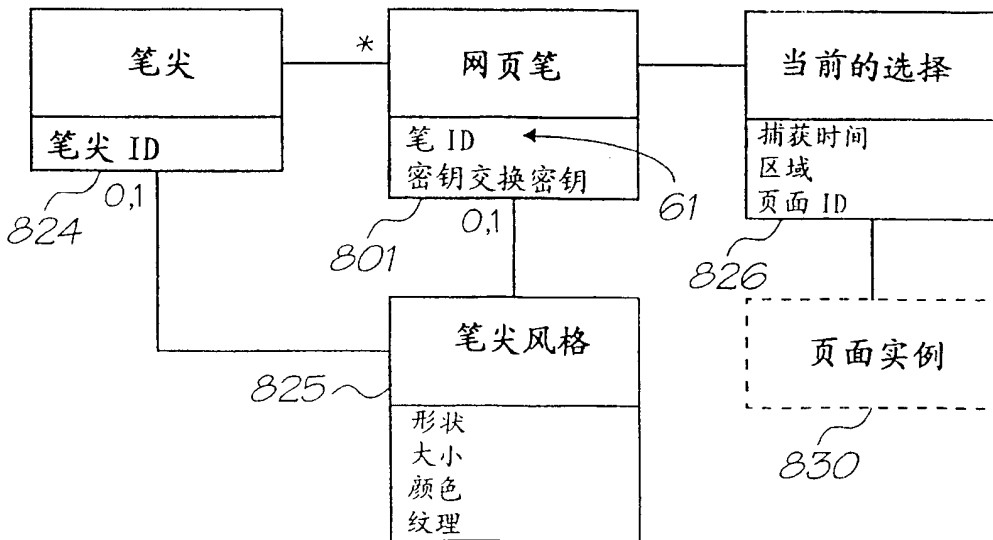 笔尖
笔尖 ID
0,1
824
*
网页笔
笔 ID
密钥交换密钥
0,1
801
61
当前的选择
捕获时间
区域
页面 ID
826
笔尖风格
形状
大小
颜色
纹理
825
页面实例
830